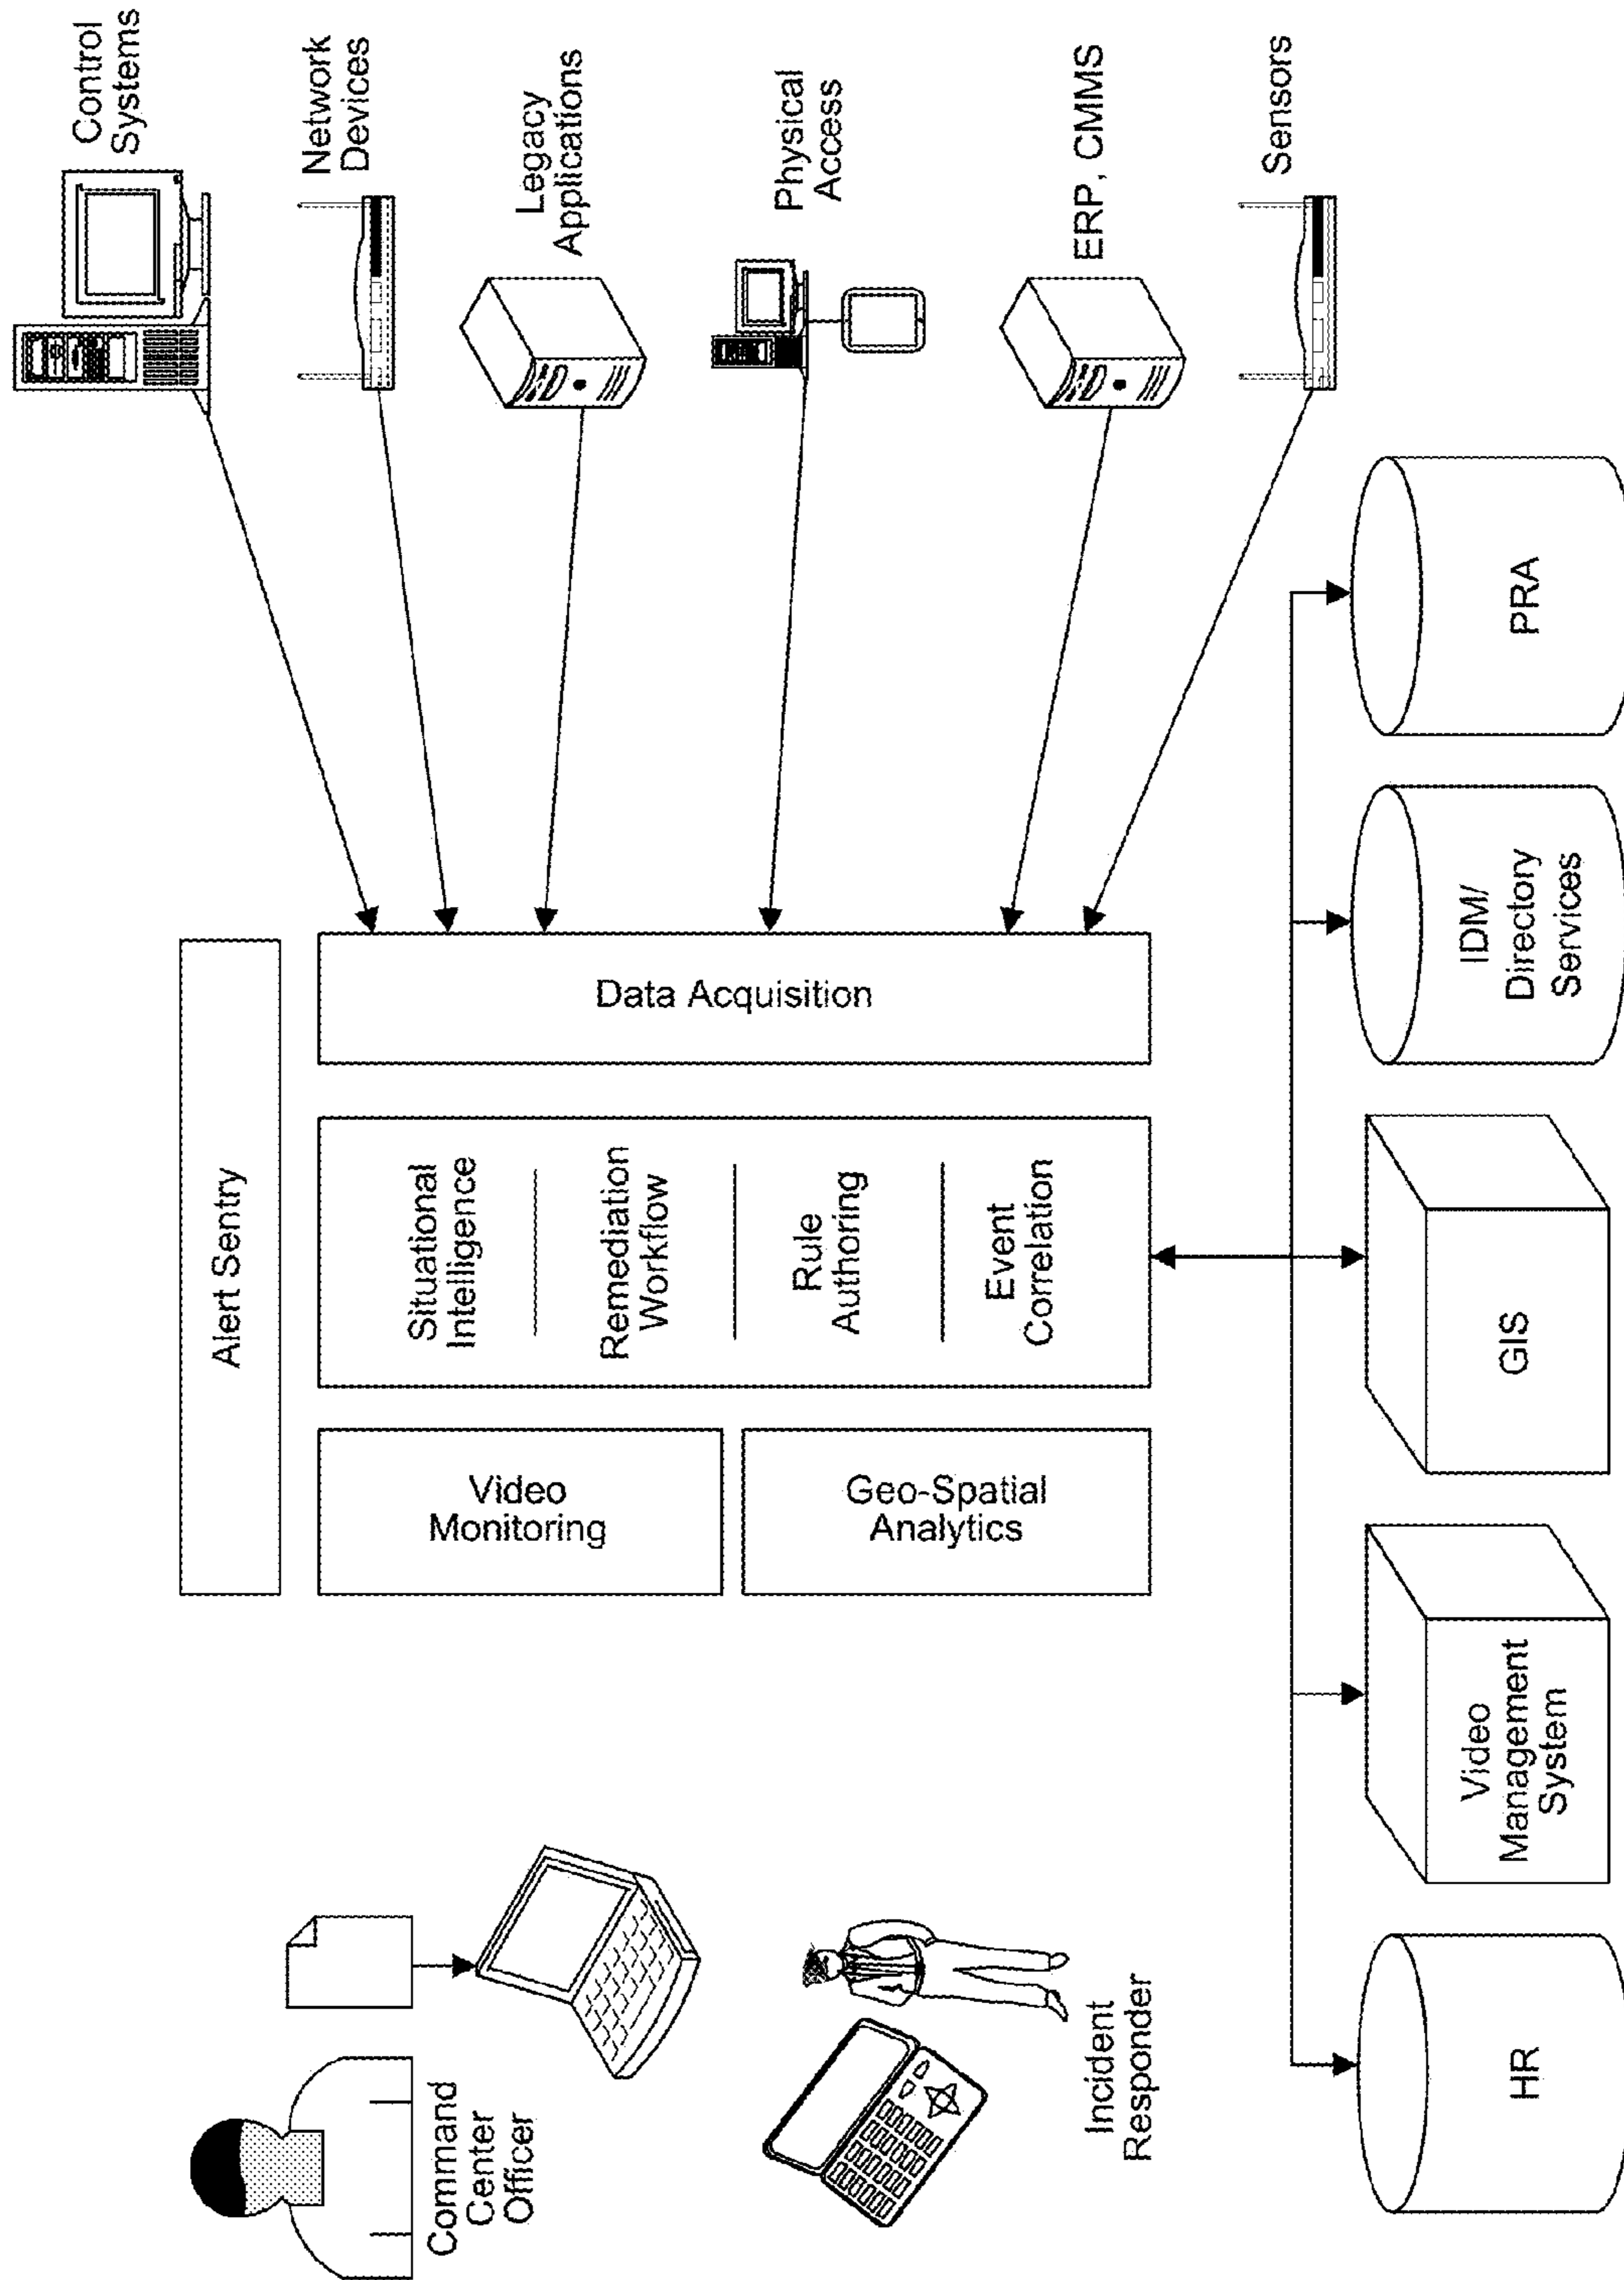 Command
Center
Officer
Incident
Responder
Alert Sentry
Video
Monitoring
Geo-Spatial
Analytics
Situational
Intelligence
Remediation
Workflow
Rule
Authoring
Event
Correlation
Data Acquisition
Control
Systems
Network
Devices
Legacy
Applications
Physical
Access
ERP, CMMS
Sensors
HR
Video
Management
System
GIS
IDM/
Directory
Services
PRA